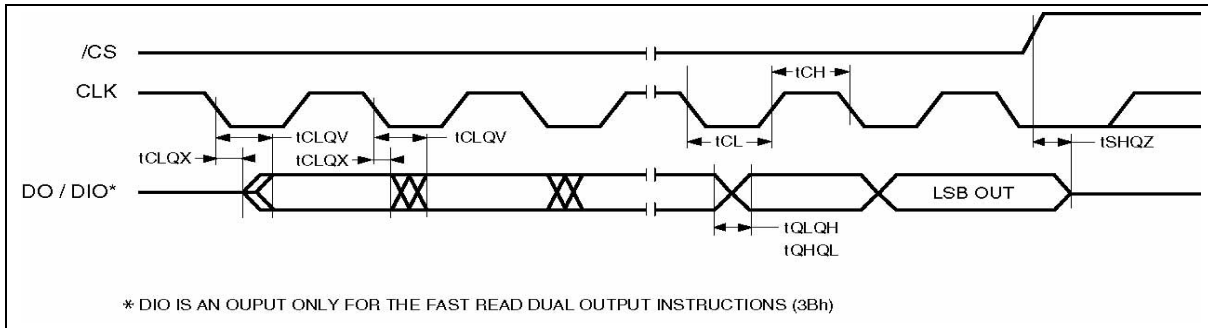 /CS
CLK
tCH
tCLQV
tCLQV
tCLQX
tCLQX
tCL
tSHQZ
DO / DIO*
LSB OUT
tQLQH
tQHQL
* DIO IS AN OUPUT ONLY FOR THE FAST READ DUAL OUTPUT INSTRUCTIONS (3Bh)